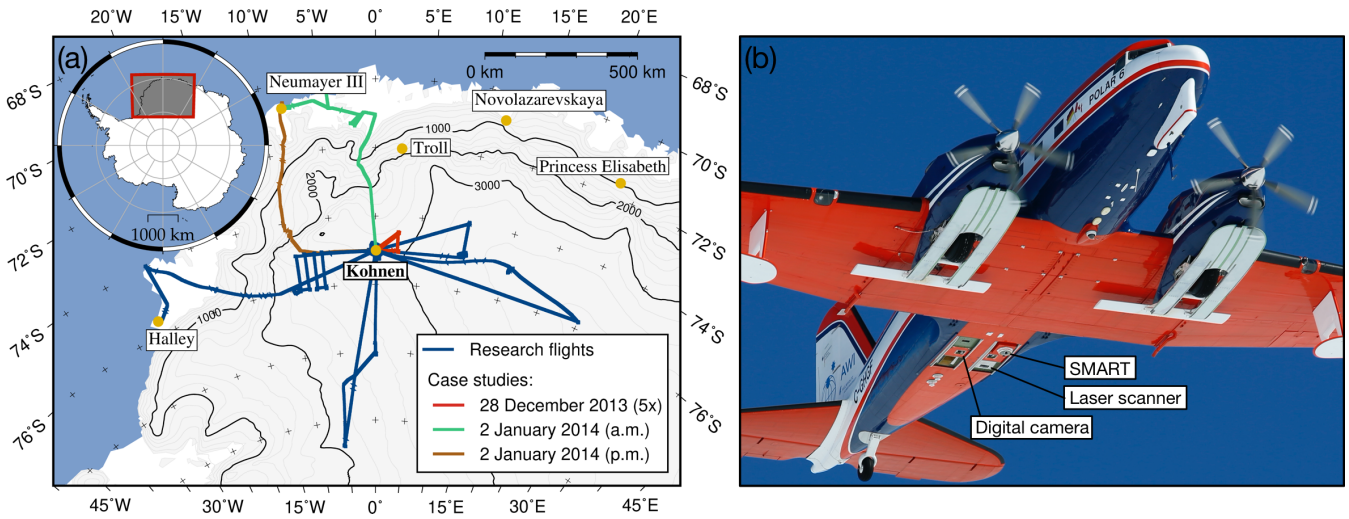 20°W 15°W 10°W 5°W 0° 5°E 10°E 15°E 20°E
(a)
0 km 500 km
68°S
70°S
72°S
74°S
76°S
1000 km
Neumayer III
Novolazarevskaya
1000
Troll
Princess Elisabeth
2000
3000
2000
Kohnen
1000
Halley
Research flights
Case studies:
28 December 2013 (5x)
2 January 2014 (a.m.)
2 January 2014 (p.m.)
68°S
70°S
72°S
74°S
76°S
45°W 30°W 15°W 0° 15°E 30°E 45°E
(b)
POLAR 6
AWI
C-GHGF
SMART
Laser scanner
Digital camera